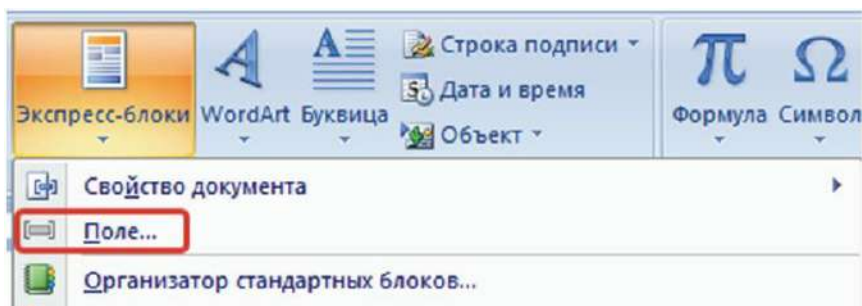 Строка подписи
Дата и время
Объект
Экспресс-блоки WordArt Буквица
Формула Символ
Свойство документа
Поле...
Организатор стандартных блоков...